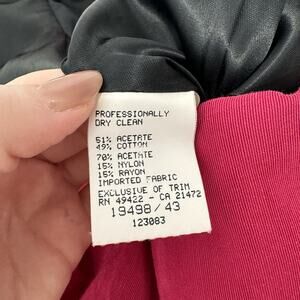 PROFESSIONALLY
DRY CLEAN
51% ACETATE
49% COTTON
70% ACETATE
15% NYLON
15% RAYON
IMPORTED FABRIC
EXCLUSIVE OF TRIM
RN 49422 - CA 21472
19498/43
123083